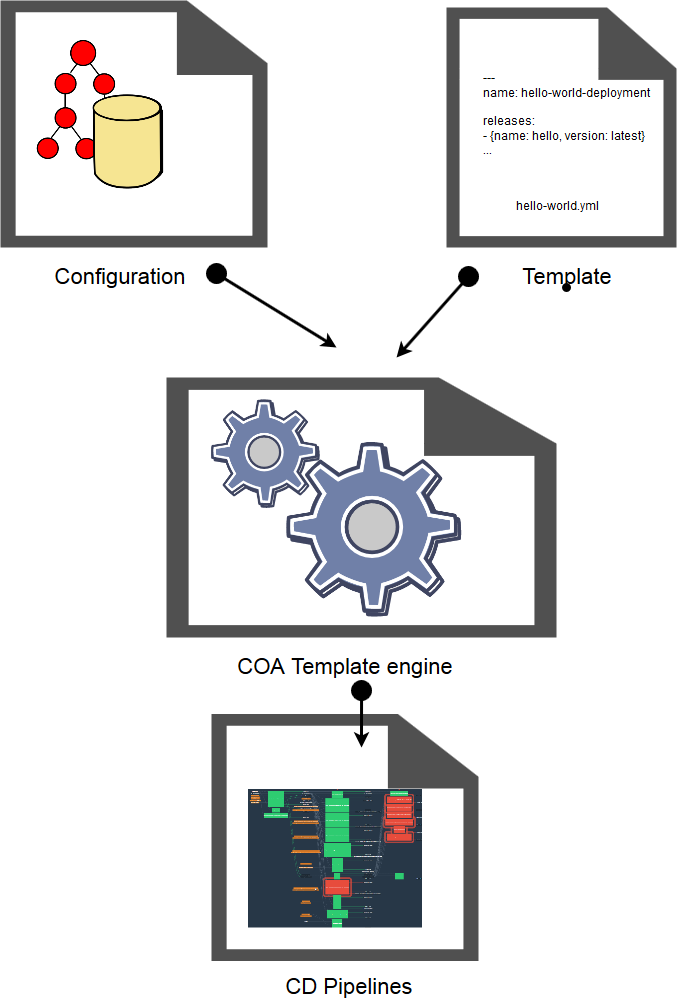 ---
name: hello-world-deployment
releases:
- {name: hello, version: latest}
...
hello-world.yml
Configuration
Template
COA Template engine
CD Pipelines